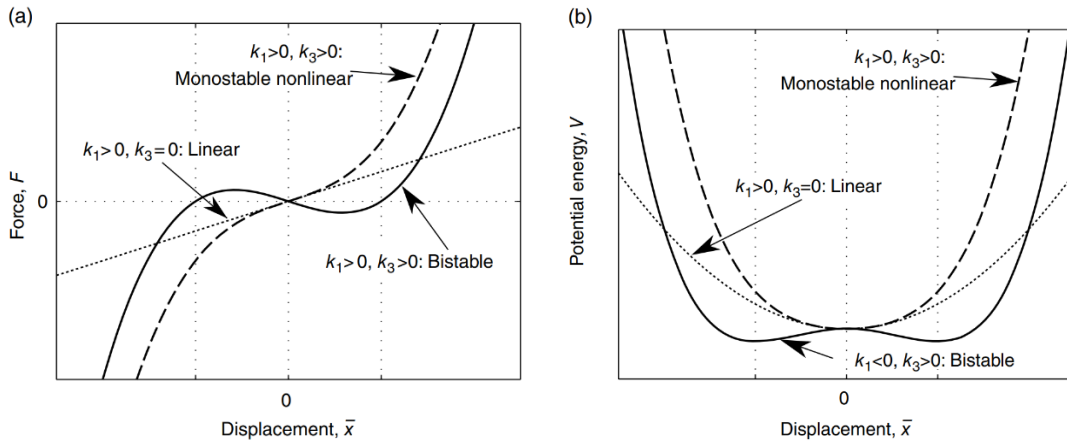 (a)
k₁>0, k₃>0:
Monostable nonlinear
k₁>0, k₃=0: Linear
Force, F
0
k₁>0, k₃>0: Bistable
0
Displacement, x̄
(b)
k₁>0, k₃>0:
Monostable nonlinear
Potential energy, V
k₁>0, k₃=0: Linear
k₁<0, k₃>0: Bistable
0
Displacement, x̄